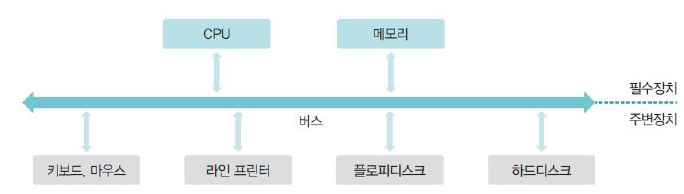 CPU
메모리
필수장치
버스
주변장치
키보드, 마우스
라인 프린터
플로피디스크
하드디스크